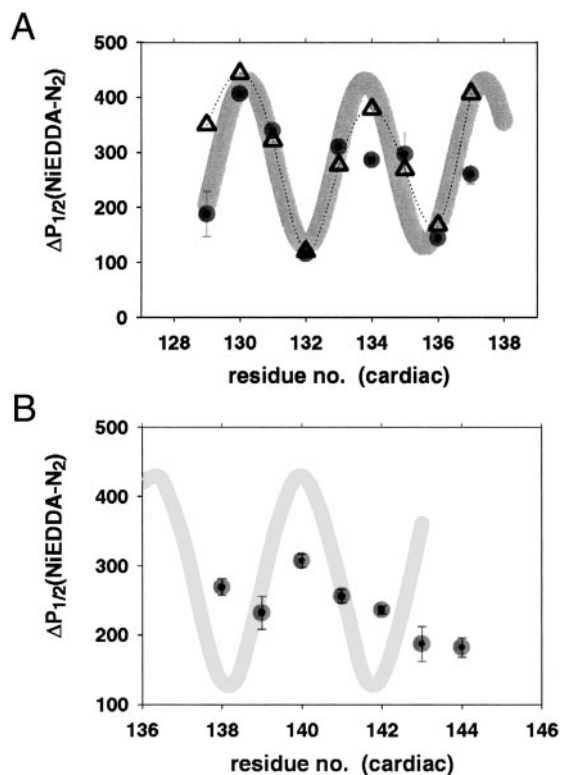 A
ΔP1/2(NiEDDA-N2)
500
400
300
200
100
0
128 130 132 134 136 138
residue no. (cardiac)
B
ΔP1/2(NiEDDA-N2)
500
400
300
200
100
136 138 140 142 144 146
residue no. (cardiac)